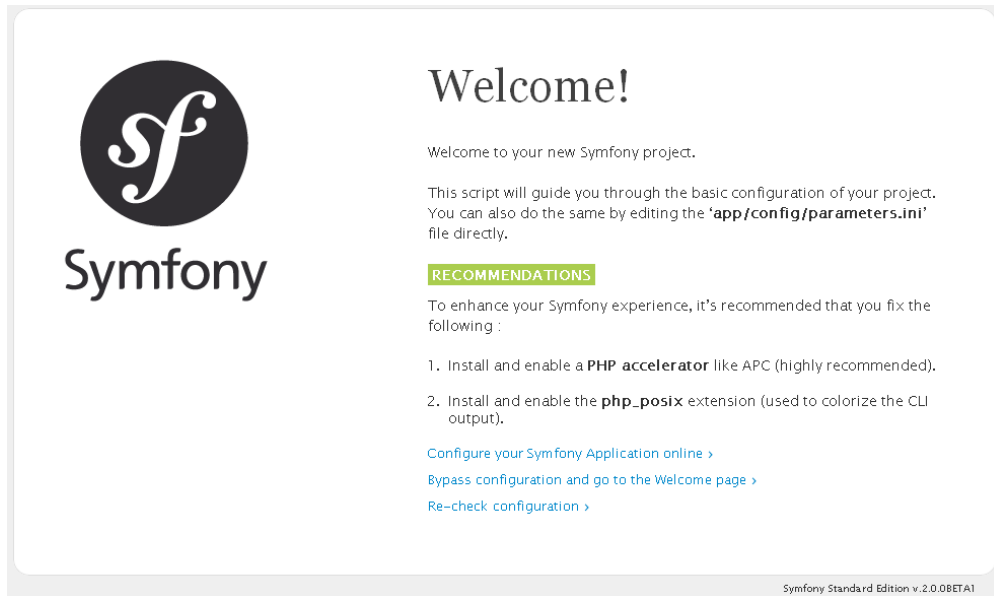 sf
Symfony
Welcome!
Welcome to your new Symfony project.
This script will guide you through the basic configuration of your project.
You can also do the same by editing the ‘app/config/parameters.ini’
file directly.
RECOMMENDATIONS
To enhance your Symfony experience, it’s recommended that you fix the
following :
1. Install and enable a PHP accelerator like APC (highly recommended).
2. Install and enable the php_posix extension (used to colorize the CLI
output).
Configure your Symfony Application online ›
Bypass configuration and go to the Welcome page ›
Re-check configuration ›
Symfony Standard Edition v.2.0.0BETA1